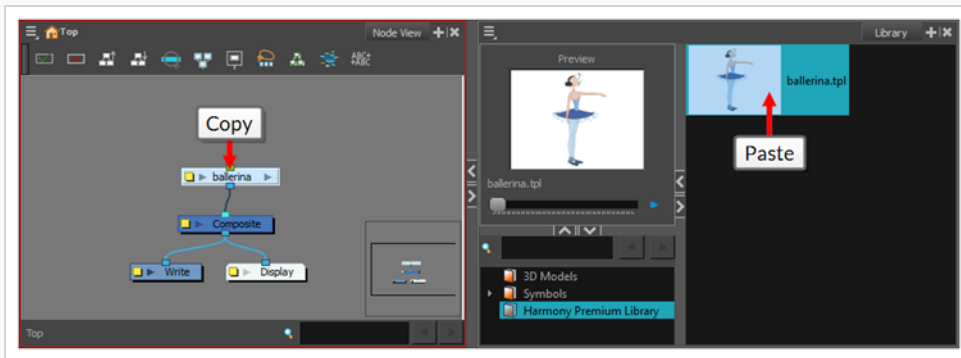 Top
Node View
ABC+
+ABC
Copy
ballerina
Composite
Write
Display
Top
Library
Preview
ballerina.tpl
3D Models
Symbols
Harmony Premium Library
ballerina.tpl
Paste